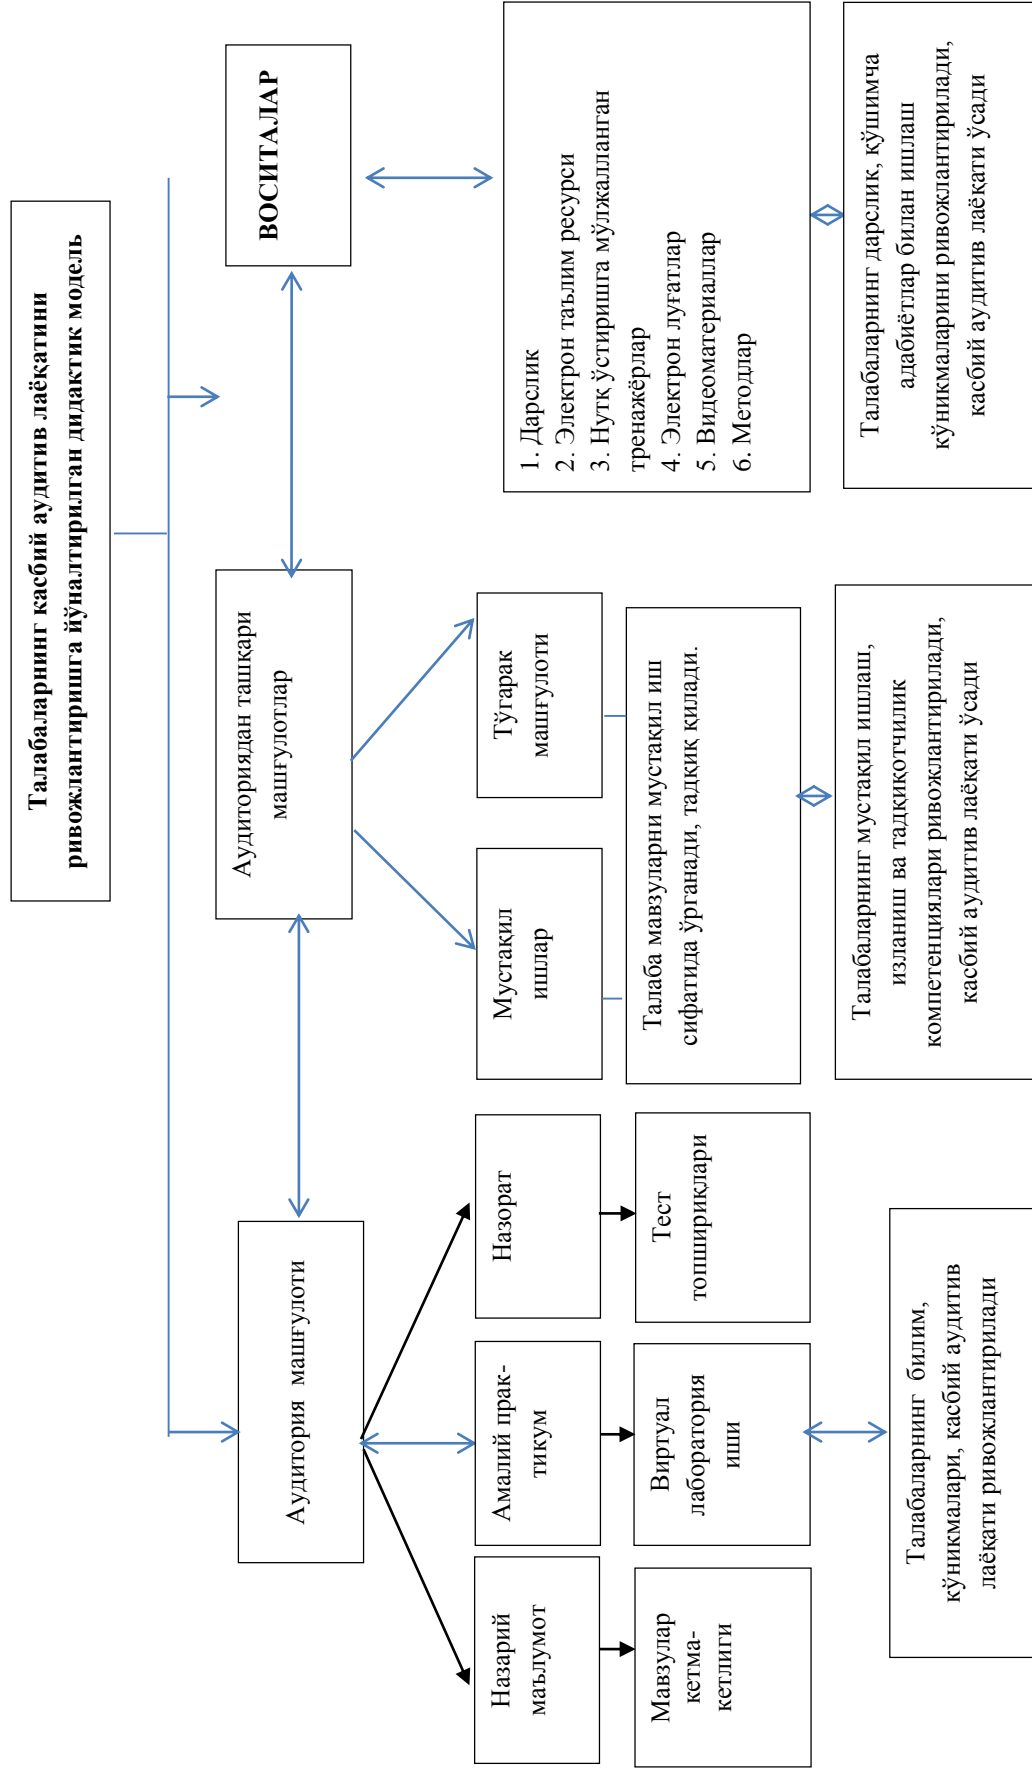 Талабаларнинг касбий аудитив лаёқатини
ривожлантиришга йўналтирилган дидактик модель
Аудитория машғулоти
Аудиториядан ташқари
машғулотлар
ВОСИТАЛАР
Назарий
маълумот
Амалий прак-
тикум
Назорат
Мустақил
ишлар
Тўгарак
машғулоти
1. Дарслик
2. Электрон таълим ресурси
3. Нутқ ўстиришга мўлжалланган
тренажёрлар
4. Электрон луғатлар
5. Видеоматериаллар
6. Методлар
Мавзулар
кетма-
кетлиги
Виртуал
лаборатория
иши
Тест
топшириқлари
Талаба мавзуларни мустақил иш
сифатида ўрганади, тадқиқ қилади.
Талабаларнинг билим,
кўникмалари, касбий аудитив
лаёқати ривожлантирилади
Талабаларнинг мустақил ишлаш,
изланиш ва тадқиқотчилик
компетенциялари ривожлантирилади,
касбий аудитив лаёқати ўсади
Талабаларнинг дарслик, қўшимча
адабиётлар билан ишлаш
кўникмаларини ривожлантирилади,
касбий аудитив лаёқати ўсади